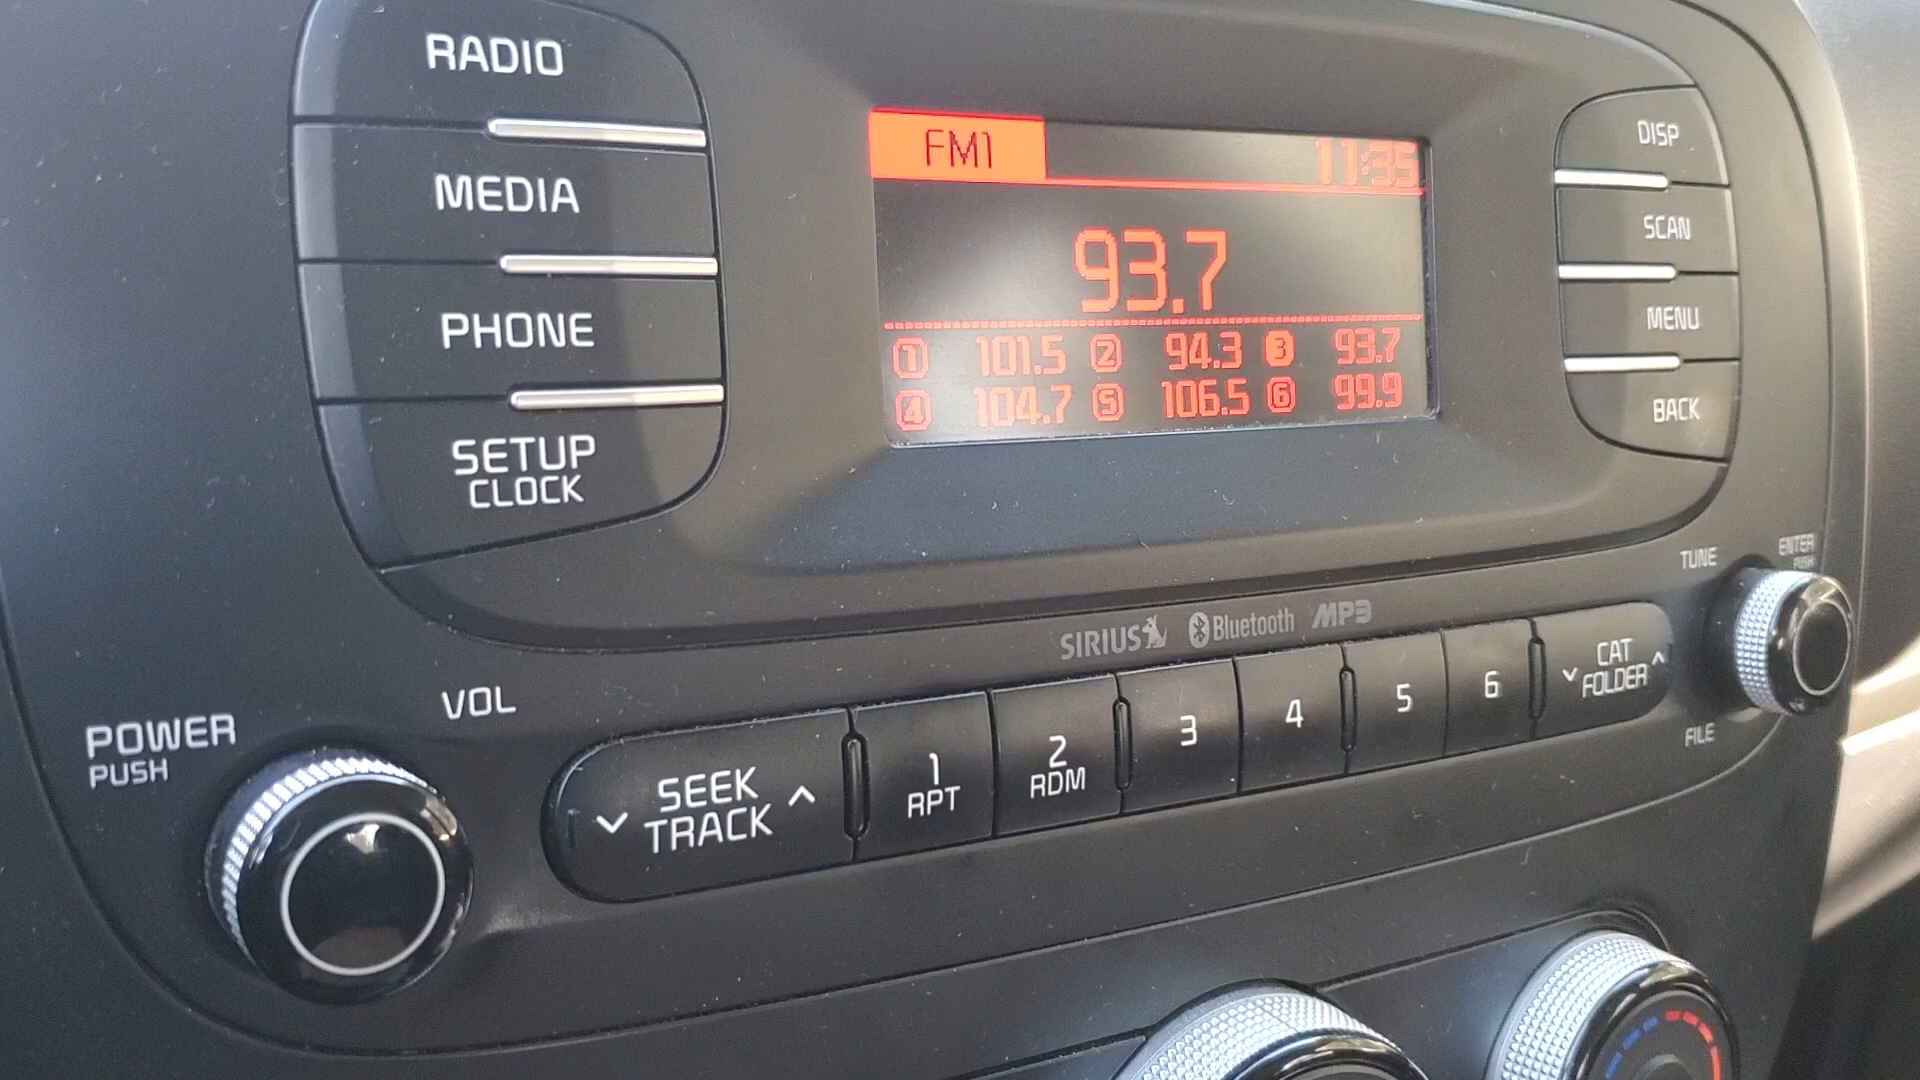 RADIO
MEDIA
PHONE
SETUP
CLOCK
FM1 11:35
93.7
1 101.5 2 94.3 3 93.7
4 104.7 5 106.5 6 99.9
DISP
SCAN
MENU
BACK
TUNE
ENTER
PUSH
FILE
SIRIUS Bluetooth MP3
POWER
PUSH
VOL
SEEK
TRACK
1
RPT
2
RDM
3
4
5
6
CAT
FOLDER